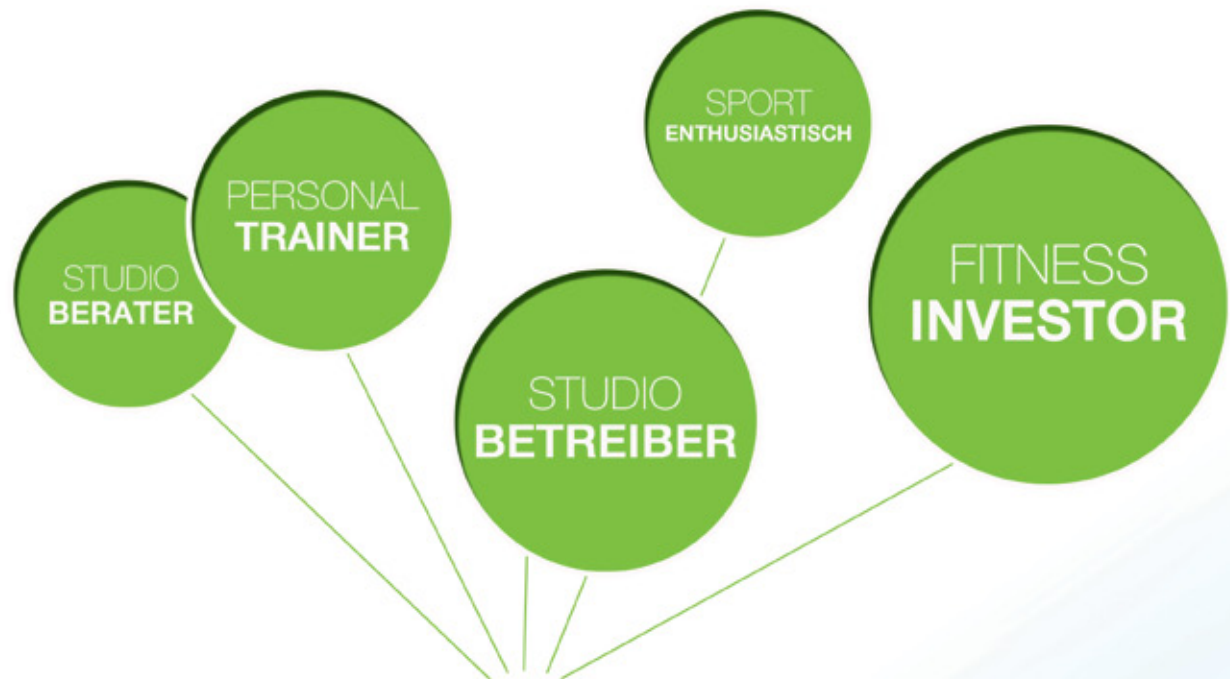 STUDIO
BERATER
PERSONAL
TRAINER
STUDIO
BETREIBER
SPORT
ENTHUSIASTISCH
FITNESS
INVESTOR